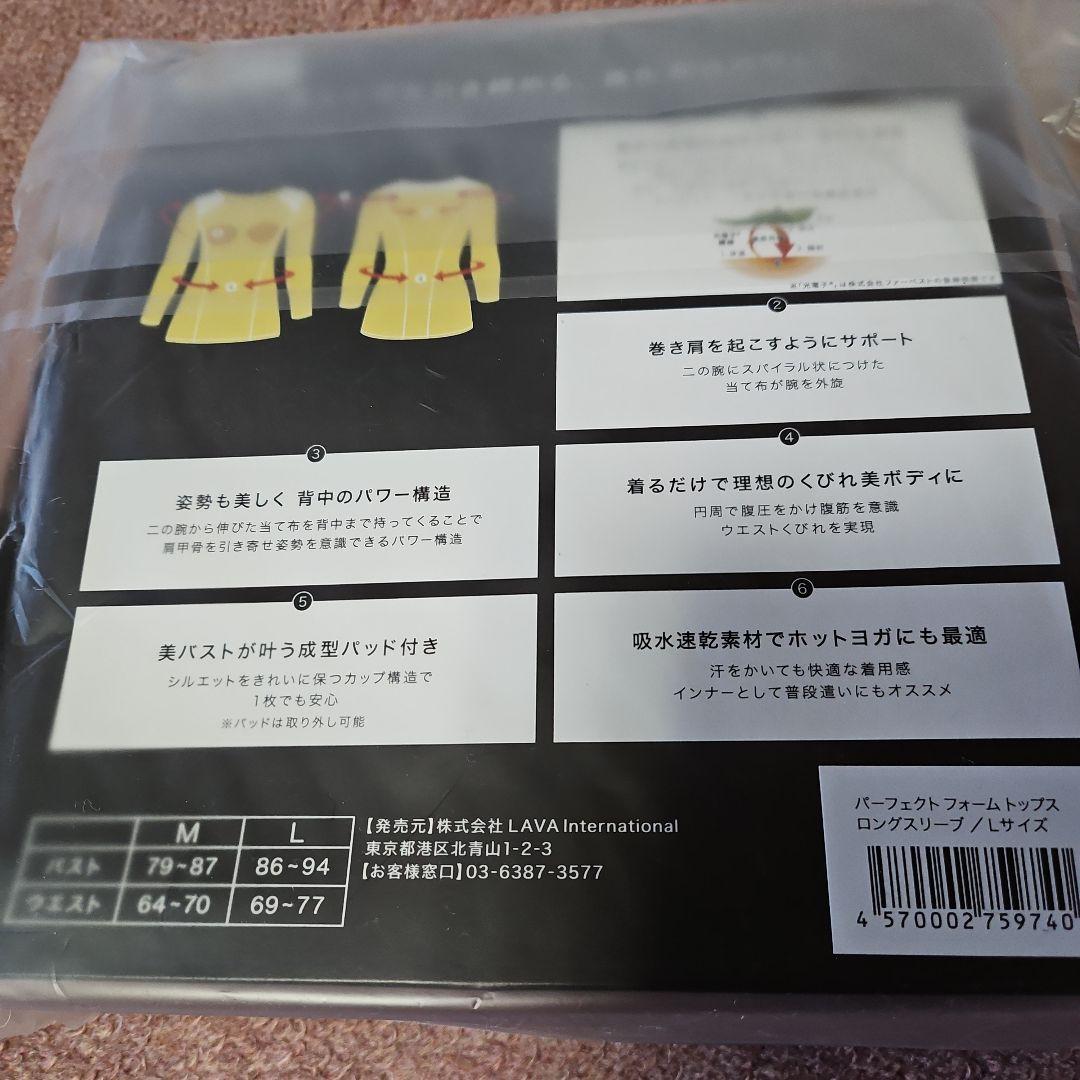 ※「光電子®」は株式会社ファーベストの登録商標です
②
巻き肩を起こすようにサポート
二の腕にスパイラル状につけた
当て布が腕を外旋
③
姿勢も美しく 背中のパワー構造
二の腕から伸びた当て布を背中まで持ってくることで
肩甲骨を引き寄せ姿勢を意識できるパワー構造
④
着るだけで理想のくびれ美ボディに
円周で腹圧をかけ腹筋を意識
ウエストくびれを実現
⑤
美バストが叶う成型パッド付き
シルエットをきれいに保つカップ構造で
1枚でも安心
※パッドは取り外し可能
⑥
吸水速乾素材でホットヨガにも最適
汗をかいても快適な着用感
インナーとして普段遣いにもオススメ
M L
バスト 79~87 86~94
ウエスト 64~70 69~77
【発売元】株式会社 LAVA International
東京都港区北青山1-2-3
【お客様窓口】03-6387-3577
パーフェクトフォームトップス
ロングスリーブ/Lサイズ
4 570002 759740